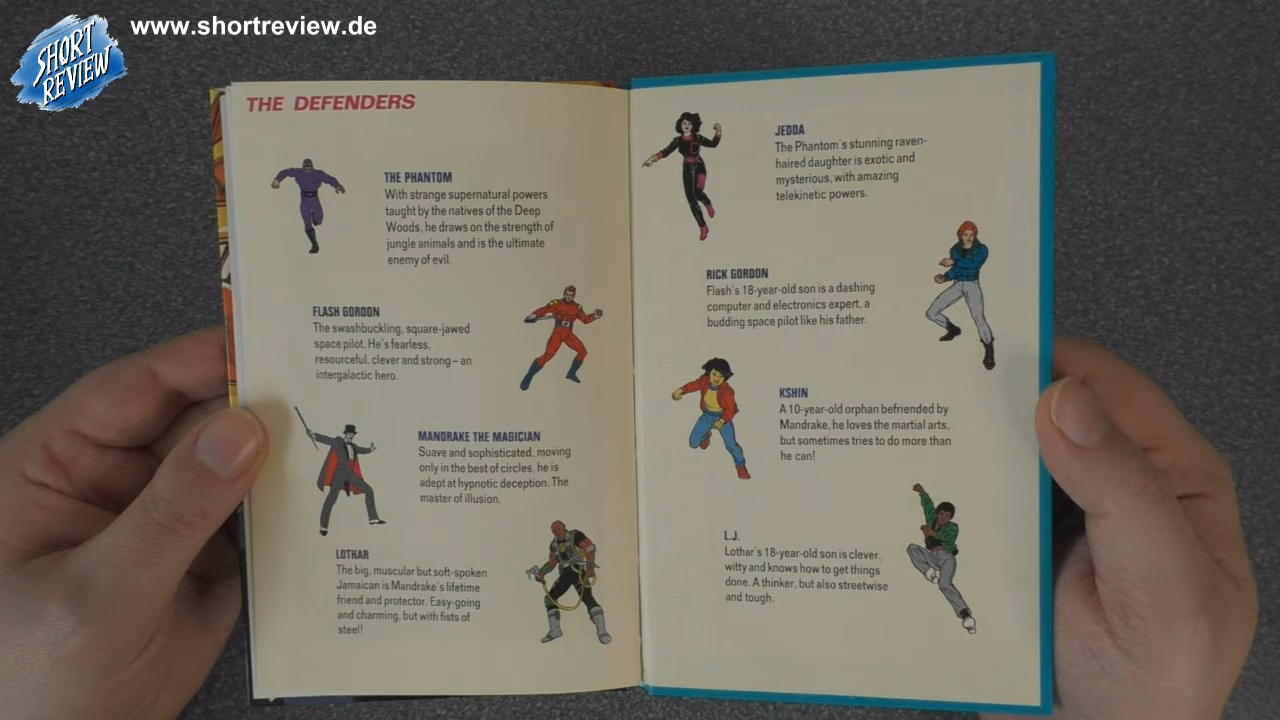 www.shortreview.de
SHORT
REVIEW
THE DEFENDERS
THE PHANTOM
With strange supernatural powers
taught by the natives of the Deep
Woods, he draws on the strength of
jungle animals and is the ultimate
enemy of evil.
FLASH GORDON
The swashbuckling, square-jawed
space pilot. He's fearless,
resourceful, clever and strong – an
intergalactic hero.
MANDRAKE THE MAGICIAN
Suave and sophisticated, moving
only in the best of circles, he is
adept at hypnotic deception. The
master of illusion.
LOTHAR
The big, muscular but soft-spoken
Jamaican is Mandrake's lifetime
friend and protector. Easy-going
and charming, but with fists of
steel!
JEDDA
The Phantom's stunning raven-
haired daughter is exotic and
mysterious, with amazing
telekinetic powers.
RICK GORDON
Flash's 18-year-old son is a dashing
computer and electronics expert, a
budding space pilot like his father.
KSHIN
A 10-year-old orphan befriended by
Mandrake, he loves the martial arts,
but sometimes tries to do more than
he can!
L.J.
Lothar's 18-year-old son is clever,
witty and knows how to get things
done. A thinker, but also streetwise
and tough.